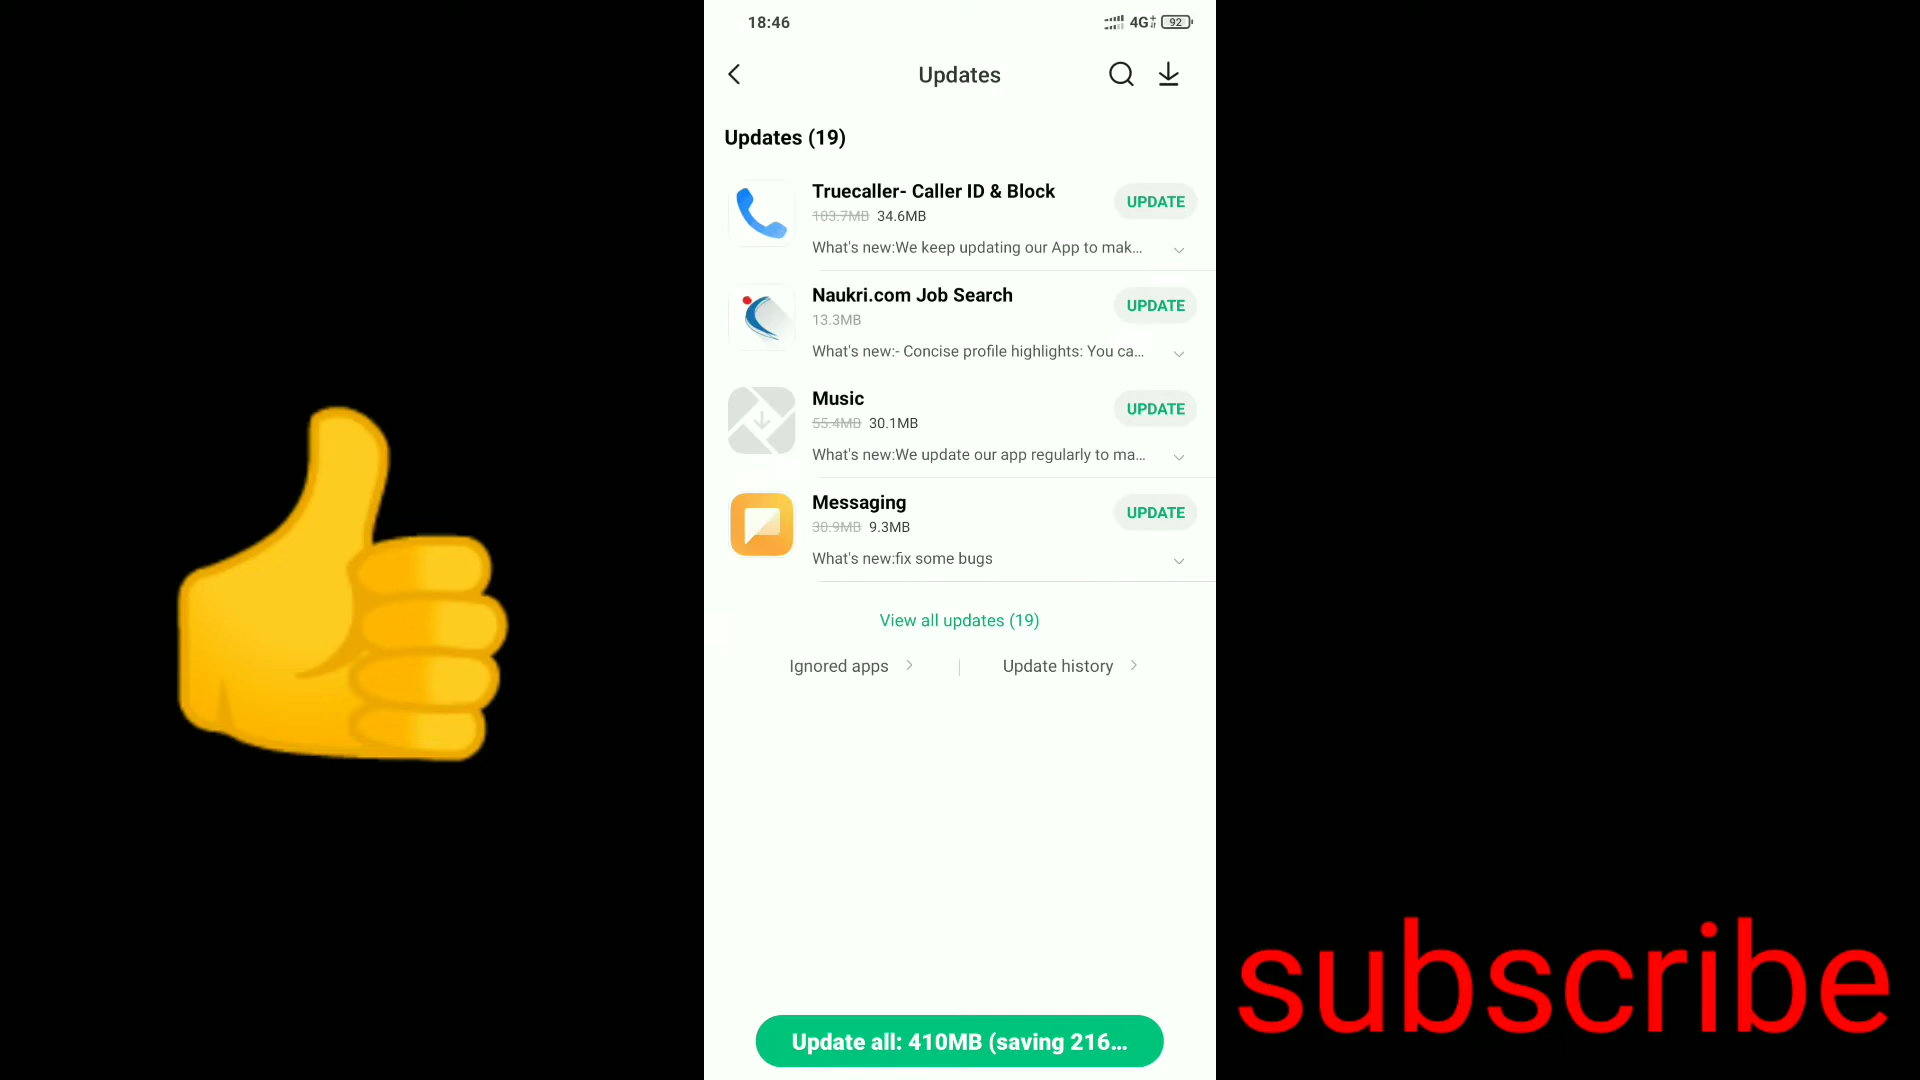 18:46
4G+ 92
Updates
Updates (19)
Truecaller- Caller ID & Block
103.7MB 34.6MB
UPDATE
What's new:We keep updating our App to mak...
Naukri.com Job Search
13.3MB
UPDATE
What's new:- Concise profile highlights: You ca...
Music
55.4MB 30.1MB
UPDATE
What's new:We update our app regularly to ma...
Messaging
30.9MB 9.3MB
UPDATE
What's new:fix some bugs
View all updates (19)
Ignored apps
Update history
Update all: 410MB (saving 216...
subscribe